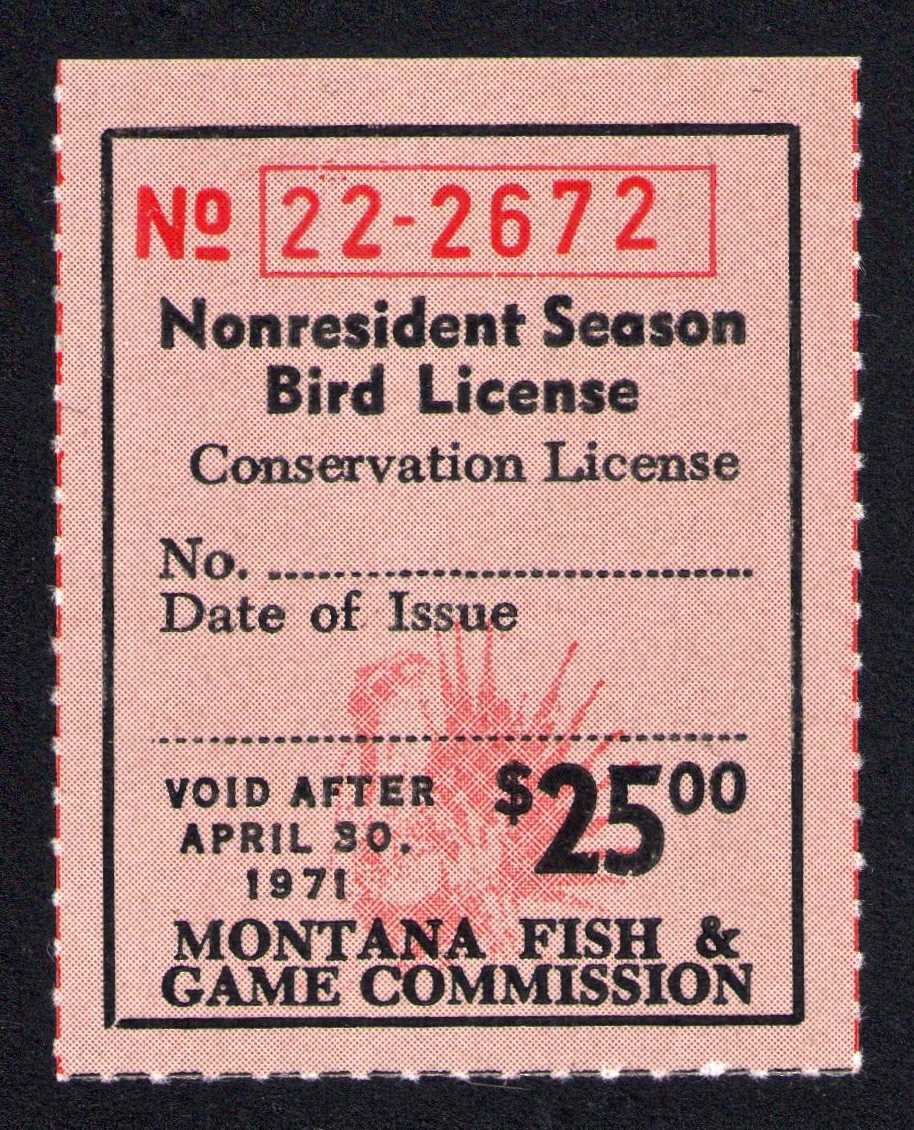 No 22-2672
Nonresident Season
Bird License
Conservation License
No. ........................................
Date of Issue
VOID AFTER
APRIL 30,
1971
$25 00
MONTANA FISH &
GAME COMMISSION